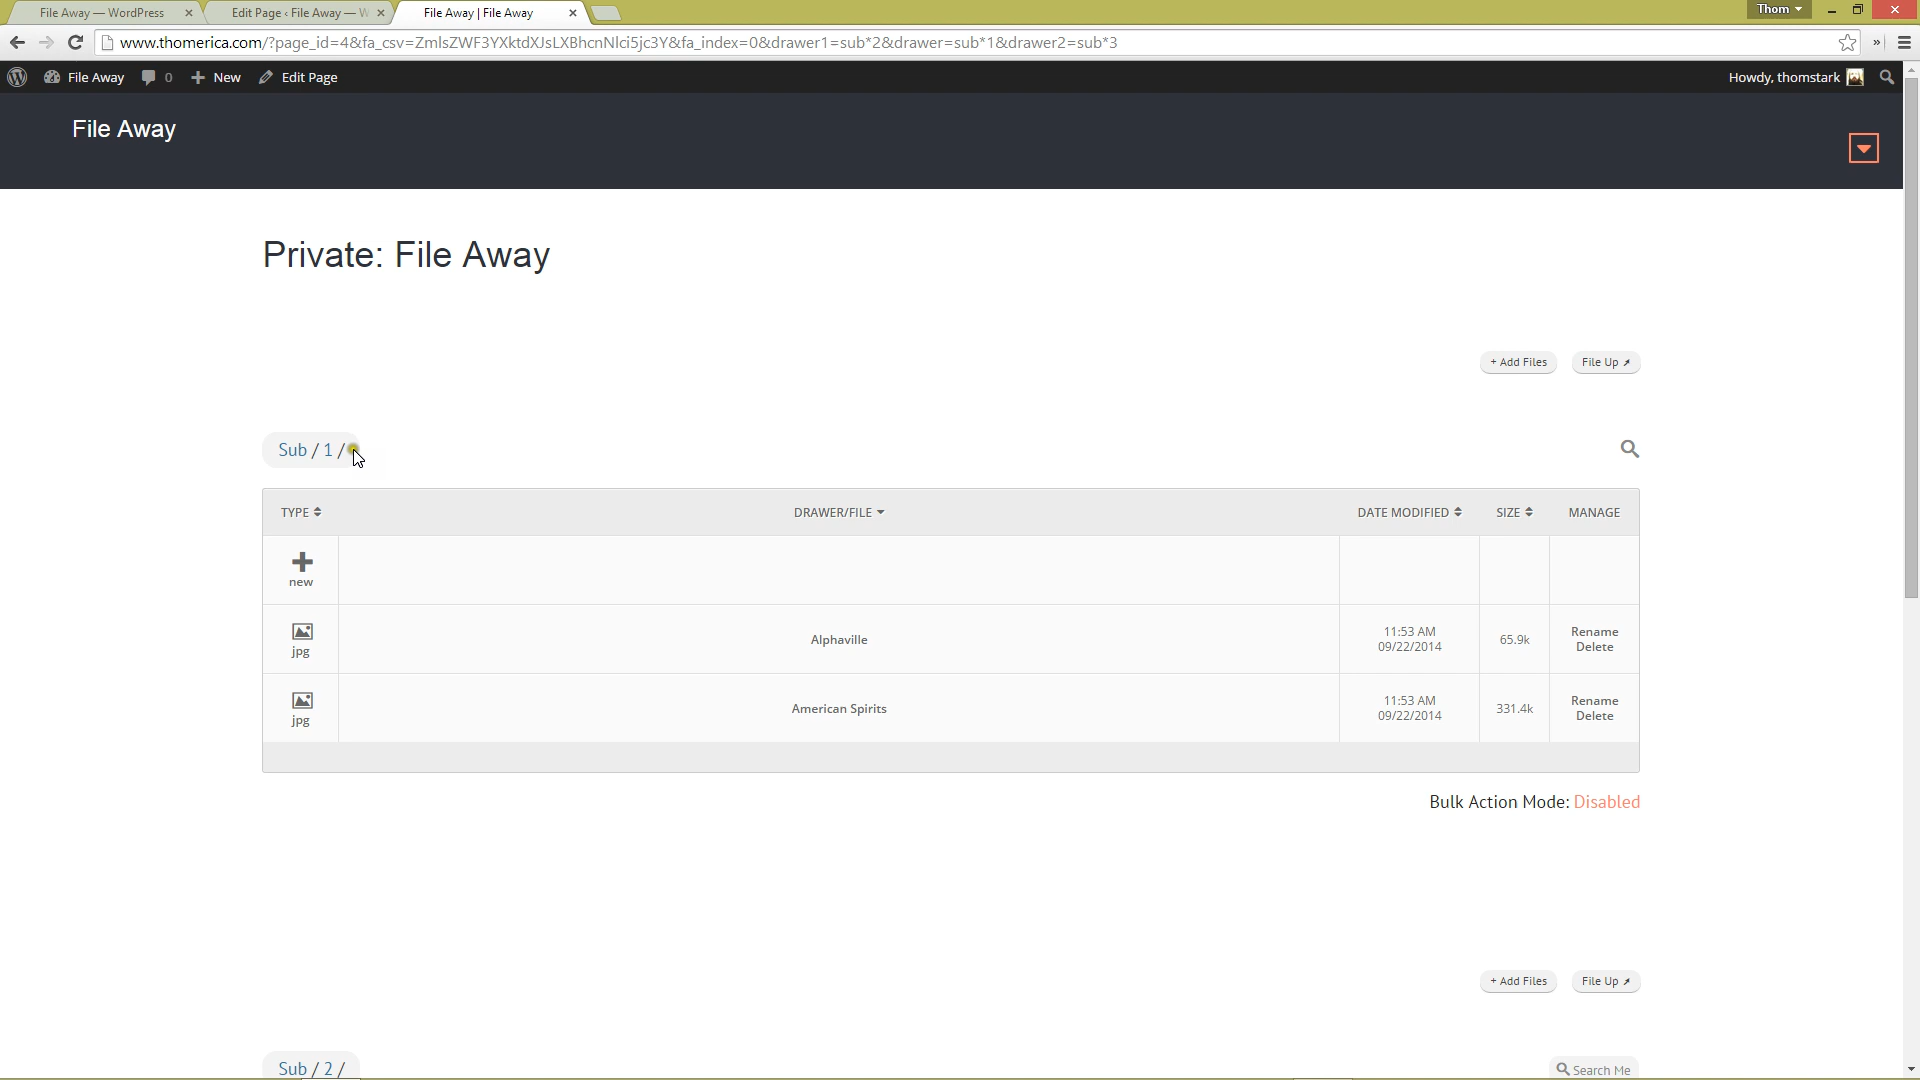 File Away — WordPress
Edit Page ‹ File Away — W
File Away | File Away
Thom
www.thomerica.com/?page_id=4&fa_csv=ZmlsZWF3YXktdXJsLXBhcnNlci5jc3Y&fa_index=0&drawer1=sub*2&drawer=sub*1&drawer2=sub*3
»
File Away
0
New
Edit Page
Howdy, thomstark
File Away
Private: File Away
+ Add Files
File Up ↗
Sub / 1 /
TYPE
DRAWER/FILE
DATE MODIFIED
SIZE
MANAGE
new
jpg
Alphaville
11:53 AM
09/22/2014
65.9k
Rename
Delete
jpg
American Spirits
11:53 AM
09/22/2014
331.4k
Rename
Delete
Bulk Action Mode: Disabled
+ Add Files
File Up ↗
Sub / 2 /
Search Me